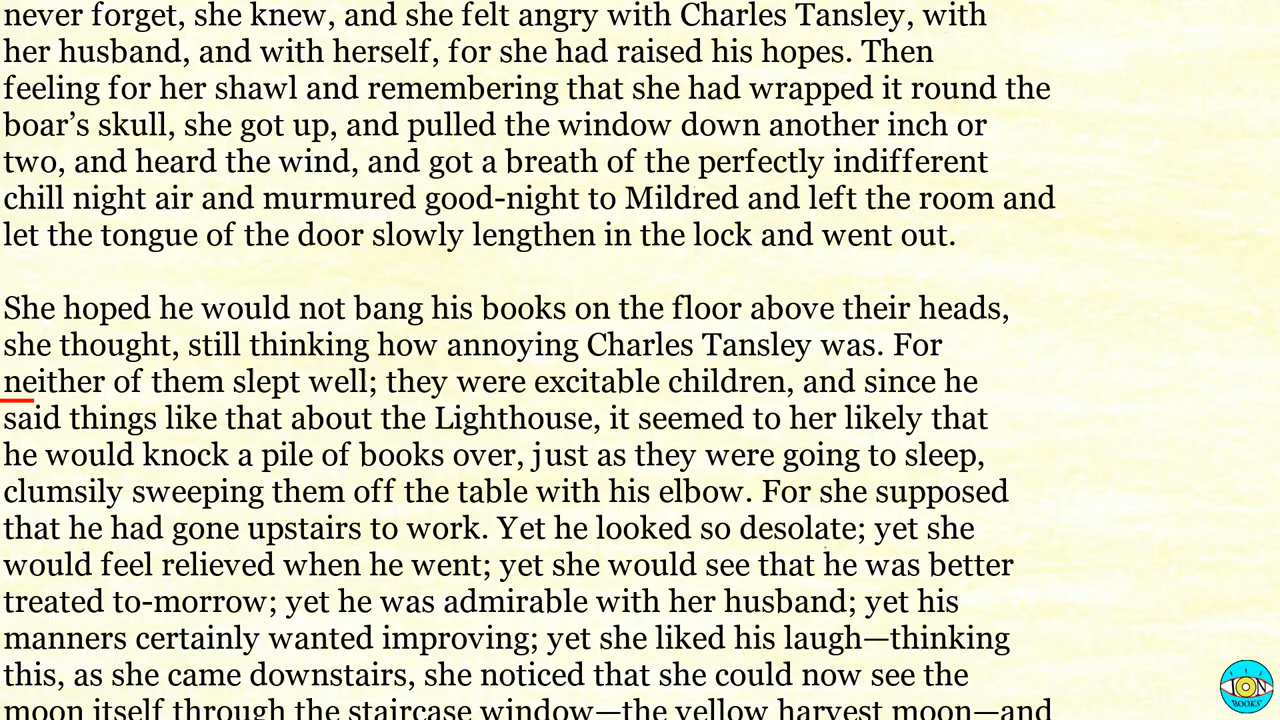 never forget, she knew, and she felt angry with Charles Tansley, with
her husband, and with herself, for she had raised his hopes. Then
feeling for her shawl and remembering that she had wrapped it round the
boar’s skull, she got up, and pulled the window down another inch or
two, and heard the wind, and got a breath of the perfectly indifferent
chill night air and murmured good-night to Mildred and left the room and
let the tongue of the door slowly lengthen in the lock and went out.
She hoped he would not bang his books on the floor above their heads,
she thought, still thinking how annoying Charles Tansley was. For
neither of them slept well; they were excitable children, and since he
said things like that about the Lighthouse, it seemed to her likely that
he would knock a pile of books over, just as they were going to sleep,
clumsily sweeping them off the table with his elbow. For she supposed
that he had gone upstairs to work. Yet he looked so desolate; yet she
would feel relieved when he went; yet she would see that he was better
treated to-morrow; yet he was admirable with her husband; yet his
manners certainly wanted improving; yet she liked his laugh—thinking
this, as she came downstairs, she noticed that she could now see the
moon itself through the staircase window—the yellow harvest moon—and
ION
BOOKS